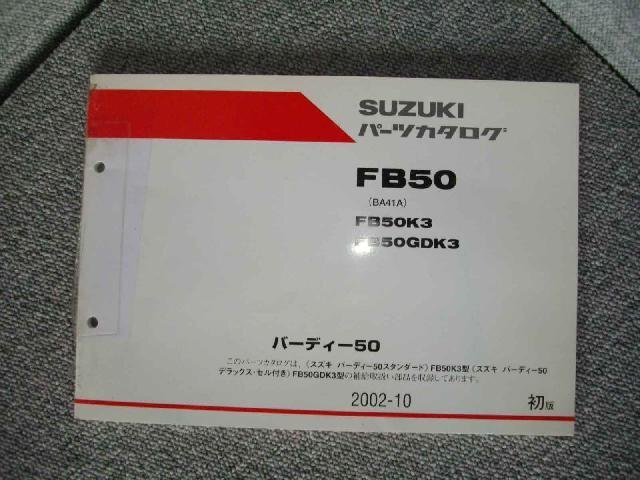 SUZUKI
パーツカタログ
FB50
(BA41A)
FB50K3
FB50GDK3
バーディー50
このパーツカタログは、(スズキ バーディー50スタンダード) FB50K3型 (スズキ バーディー50
デラックス・セル付き) FB50GDK3型の補給取扱い部品を収録してあります。
2002-10
初版